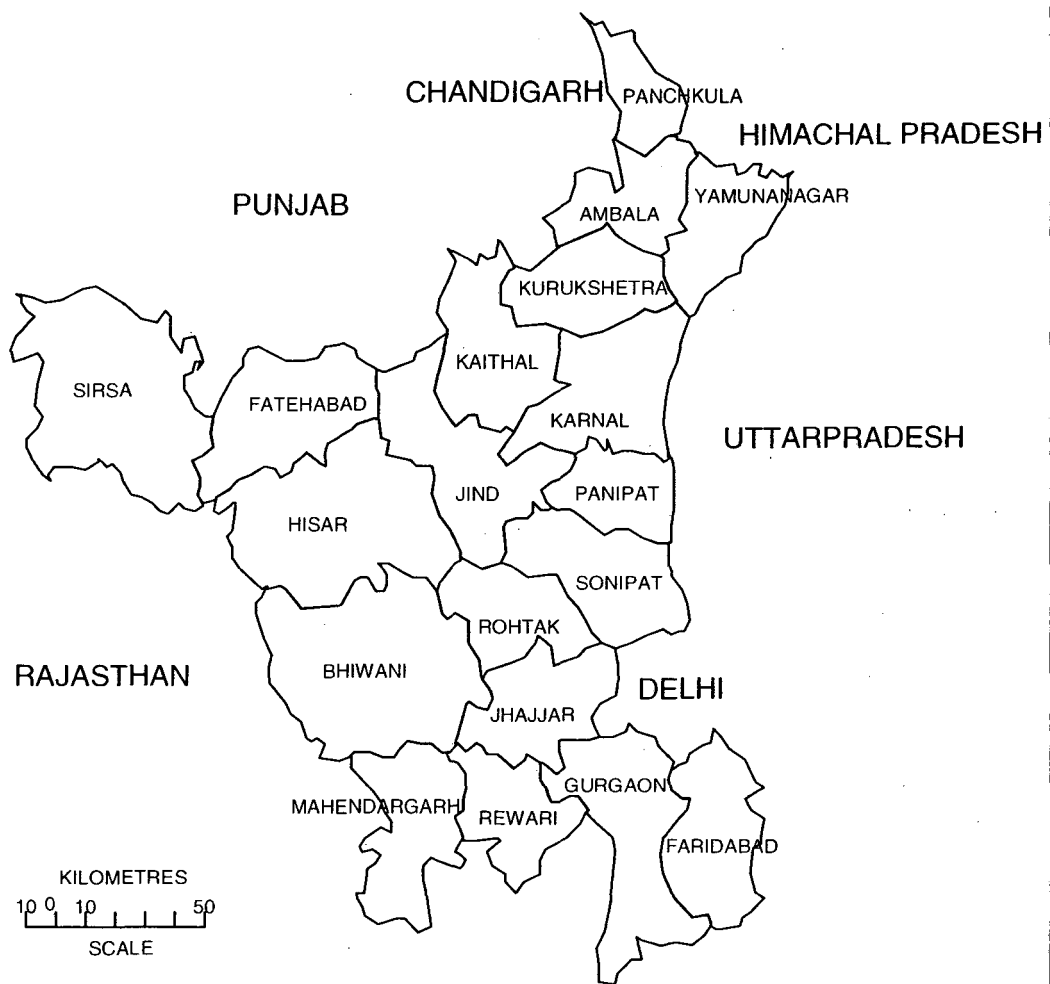 CHANDIGARH
PANCHKULA
HIMACHAL PRADESH
YAMUNANAGAR
PUNJAB
AMBALA
KURUKSHETRA
KAITHAL
SIRSA
FATEHABAD
KARNAL
UTTARPRADESH
JIND
PANIPAT
HISAR
SONIPAT
ROHTAK
RAJASTHAN
BHIWANI
DELHI
JHAJJAR
GURGAON
MAHENDARGARH
REWARI
FARIDABAD
KILOMETRES
10 0 10 50
SCALE